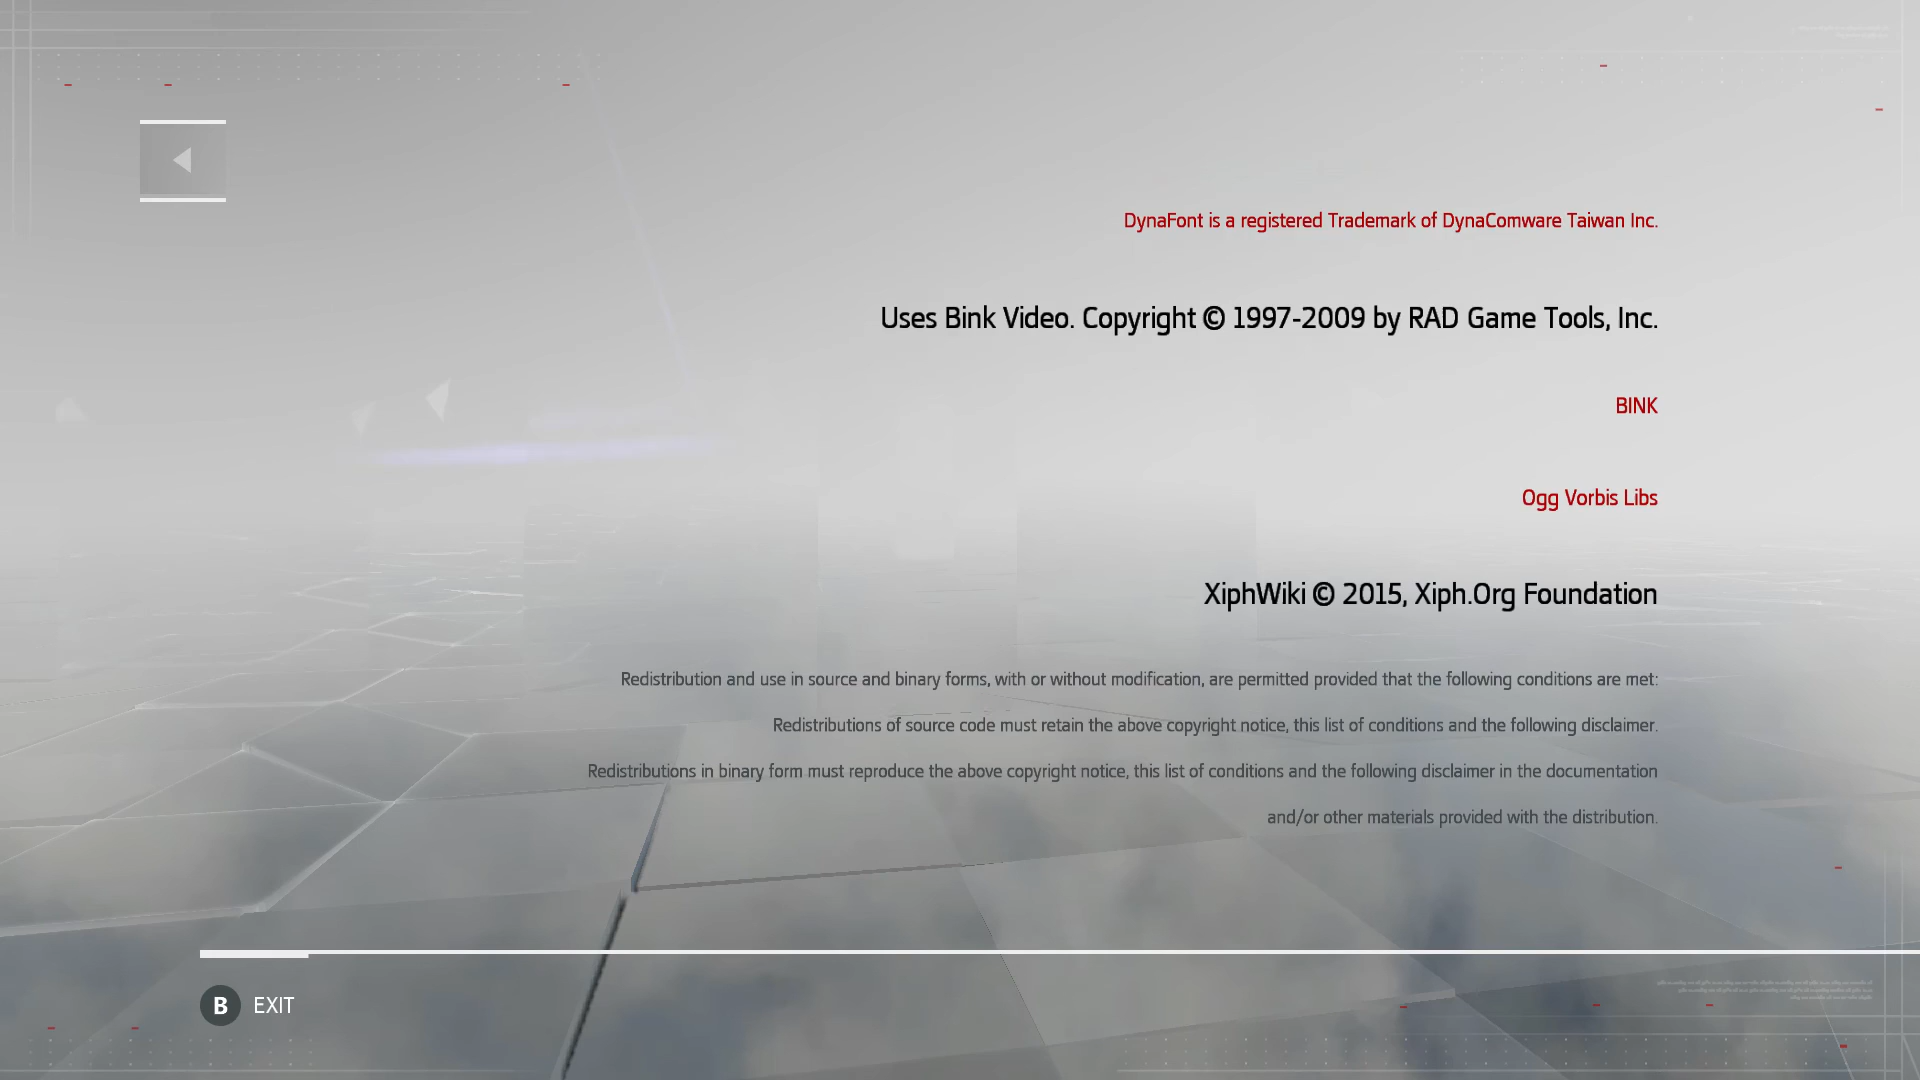 DynaFont is a registered Trademark of DynaComware Taiwan Inc.
Uses Bink Video. Copyright © 1997-2009 by RAD Game Tools, Inc.
BINK
Ogg Vorbis Libs
XiphWiki © 2015, Xiph.Org Foundation
Redistribution and use in source and binary forms, with or without modification, are permitted provided that the following conditions are met:
Redistributions of source code must retain the above copyright notice, this list of conditions and the following disclaimer.
Redistributions in binary form must reproduce the above copyright notice, this list of conditions and the following disclaimer in the documentation
and/or other materials provided with the distribution.
B EXIT